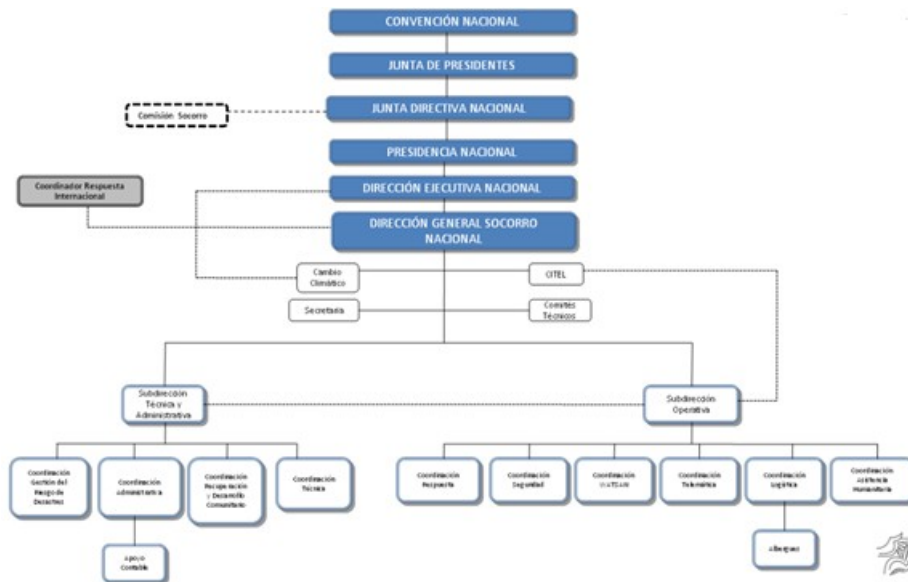 CONVENCIÓN NACIONAL
JUNTA DE PRESIDENTES
JUNTA DIRECTIVA NACIONAL
Comision Socorro
PRESIDENCIA NACIONAL
Coordinador Respuesta
Internacional
DIRECCIÓN EJECUTIVA NACIONAL
DIRECCIÓN GENERAL SOCORRO
NACIONAL
Cambio
Climático
CITEL
Secretaria
Comités
Técnicos
Subdirección
Técnica y
Administrativa
Subdirección
Operativa
Coordinación
Gestión del
Riesgo de
Desastres
Coordinación
Administrativa
Coordinación
Recuperación
y Desarrollo
Comunitario
Coordinación
Técnica
Coordinación
Respuesta
Coordinación
Seguridad
Coordinación
WATSAN
Coordinación
Telemática
Coordinación
Logística
Coordinación
Asistencia
Humanitaria
Apoyo
Contable
Albergues